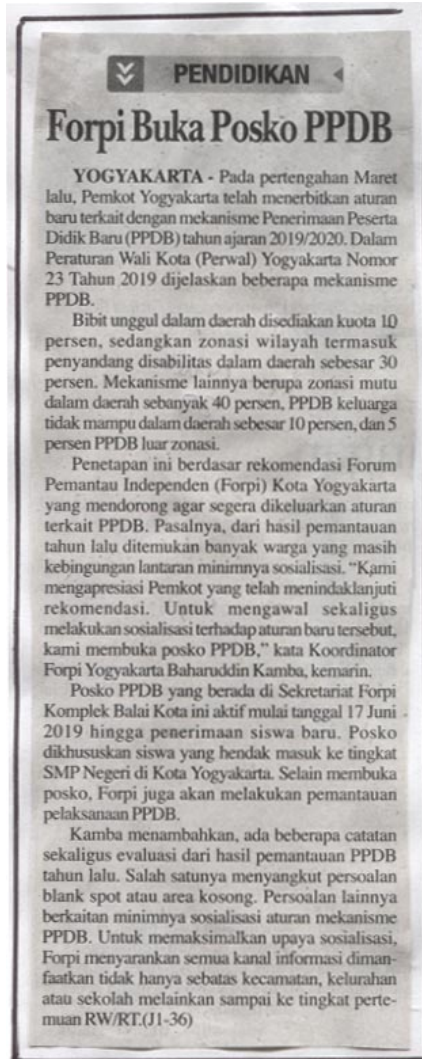 PENDIDIKAN
Forpi Buka Posko PPDB
YOGYAKARTA - Pada pertengahan Maret
lalu, Pemkot Yogyakarta telah menerbitkan aturan
baru terkait dengan mekanisme Penerimaan Peserta
Didik Baru (PPDB) tahun ajaran 2019/2020. Dalam
Peraturan Wali Kota (Perwal) Yogyakarta Nomor
23 Tahun 2019 dijelaskan beberapa mekanisme
PPDB.
Bibit unggul dalam daerah disediakan kuota 10
persen, sedangkan zonasi wilayah termasuk
penyandang disabilitas dalam daerah sebesar 30
persen. Mekanisme lainnya berupa zonasi mutu
dalam daerah sebanyak 40 persen, PPDB keluarga
tidak mampu dalam daerah sebesar 10 persen, dan 5
persen PPDB luar zonasi.
Penetapan ini berdasar rekomendasi Forum
Pemantau Independen (Forpi) Kota Yogyakarta
yang mendorong agar segera dikeluarkan aturan
terkait PPDB. Pasalnya, dari hasil pemantauan
tahun lalu ditemukan banyak warga yang masih
kebingungan lantaran minimnya sosialisasi. "Kami
mengapresiasi Pemkot yang telah menindaklanjuti
rekomendasi. Untuk mengawal sekaligus
melakukan sosialisasi terhadap aturan baru tersebut,
kami membuka posko PPDB," kata Koordinator
Forpi Yogyakarta Baharuddin Kamba, kemarin.
Posko PPDB yang berada di Sekretariat Forpi
Komplek Balai Kota ini aktif mulai tanggal 17 Juni
2019 hingga penerimaan siswa baru. Posko
dikhususkan siswa yang hendak masuk ke tingkat
SMP Negeri di Kota Yogyakarta. Selain membuka
posko, Forpi juga akan melakukan pemantauan
pelaksanaan PPDB.
Kamba menambahkan, ada beberapa catatan
sekaligus evaluasi dari hasil pemantauan PPDB
tahun lalu. Salah satunya menyangkut persoalan
blank spot atau area kosong. Persoalan lainnya
berkaitan minimnya sosialisasi aturan mekanisme
PPDB. Untuk memaksimalkan upaya sosialisasi,
Forpi menyarankan semua kanal informasi diman-
faatkan tidak hanya sebatas kecamatan, kelurahan
atau sekolah melainkan sampai ke tingkat perte-
muan RW/RT.(J1-36)